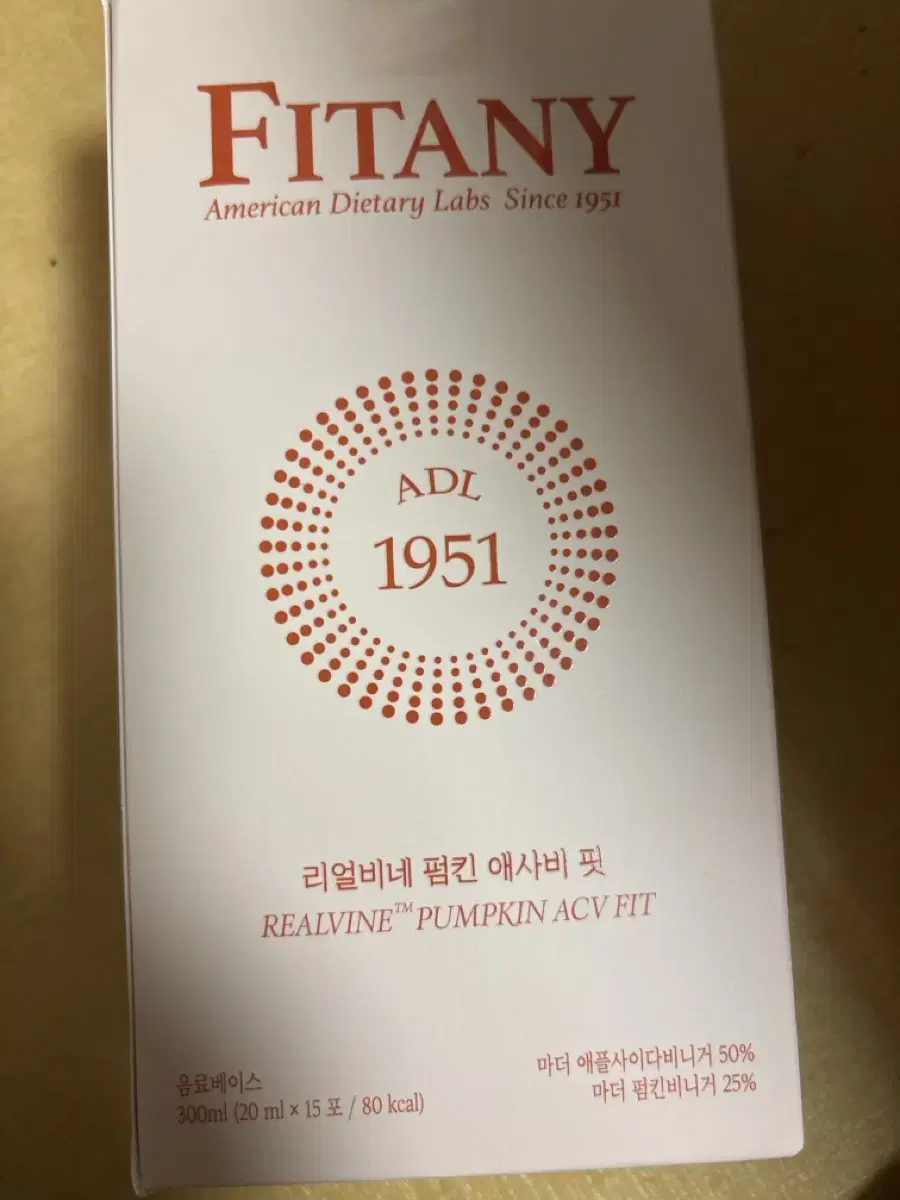 FITANY
American Dietary Labs Since 1951
ADL
1951
리얼비네 펌킨 애사비 핏
REALVINE™ PUMPKIN ACV FIT
마더 애플사이다비니거 50%
마더 펌킨비니거 25%
음료베이스
300ml (20 ml × 15 포 / 80 kcal)